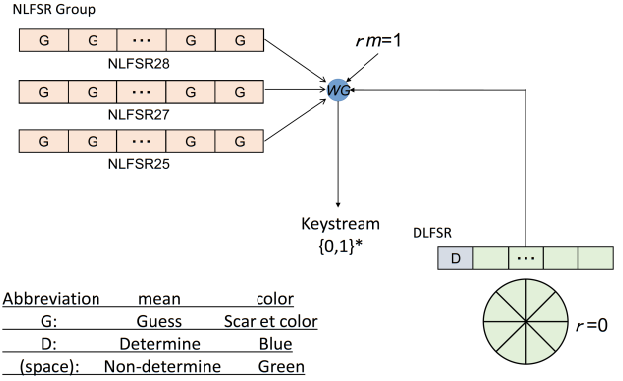 NLFSR Group
G G ... G G
NLFSR28
rm=1
G G ... G G
NLFSR27
WG
G G ... G G
NLFSR25
Keystream
{0,1}*
DLFSR
D ...
r=0
Abbreviation mean color
G: Guess Scarlet color
D: Determine Blue
(space): Non-determine Green